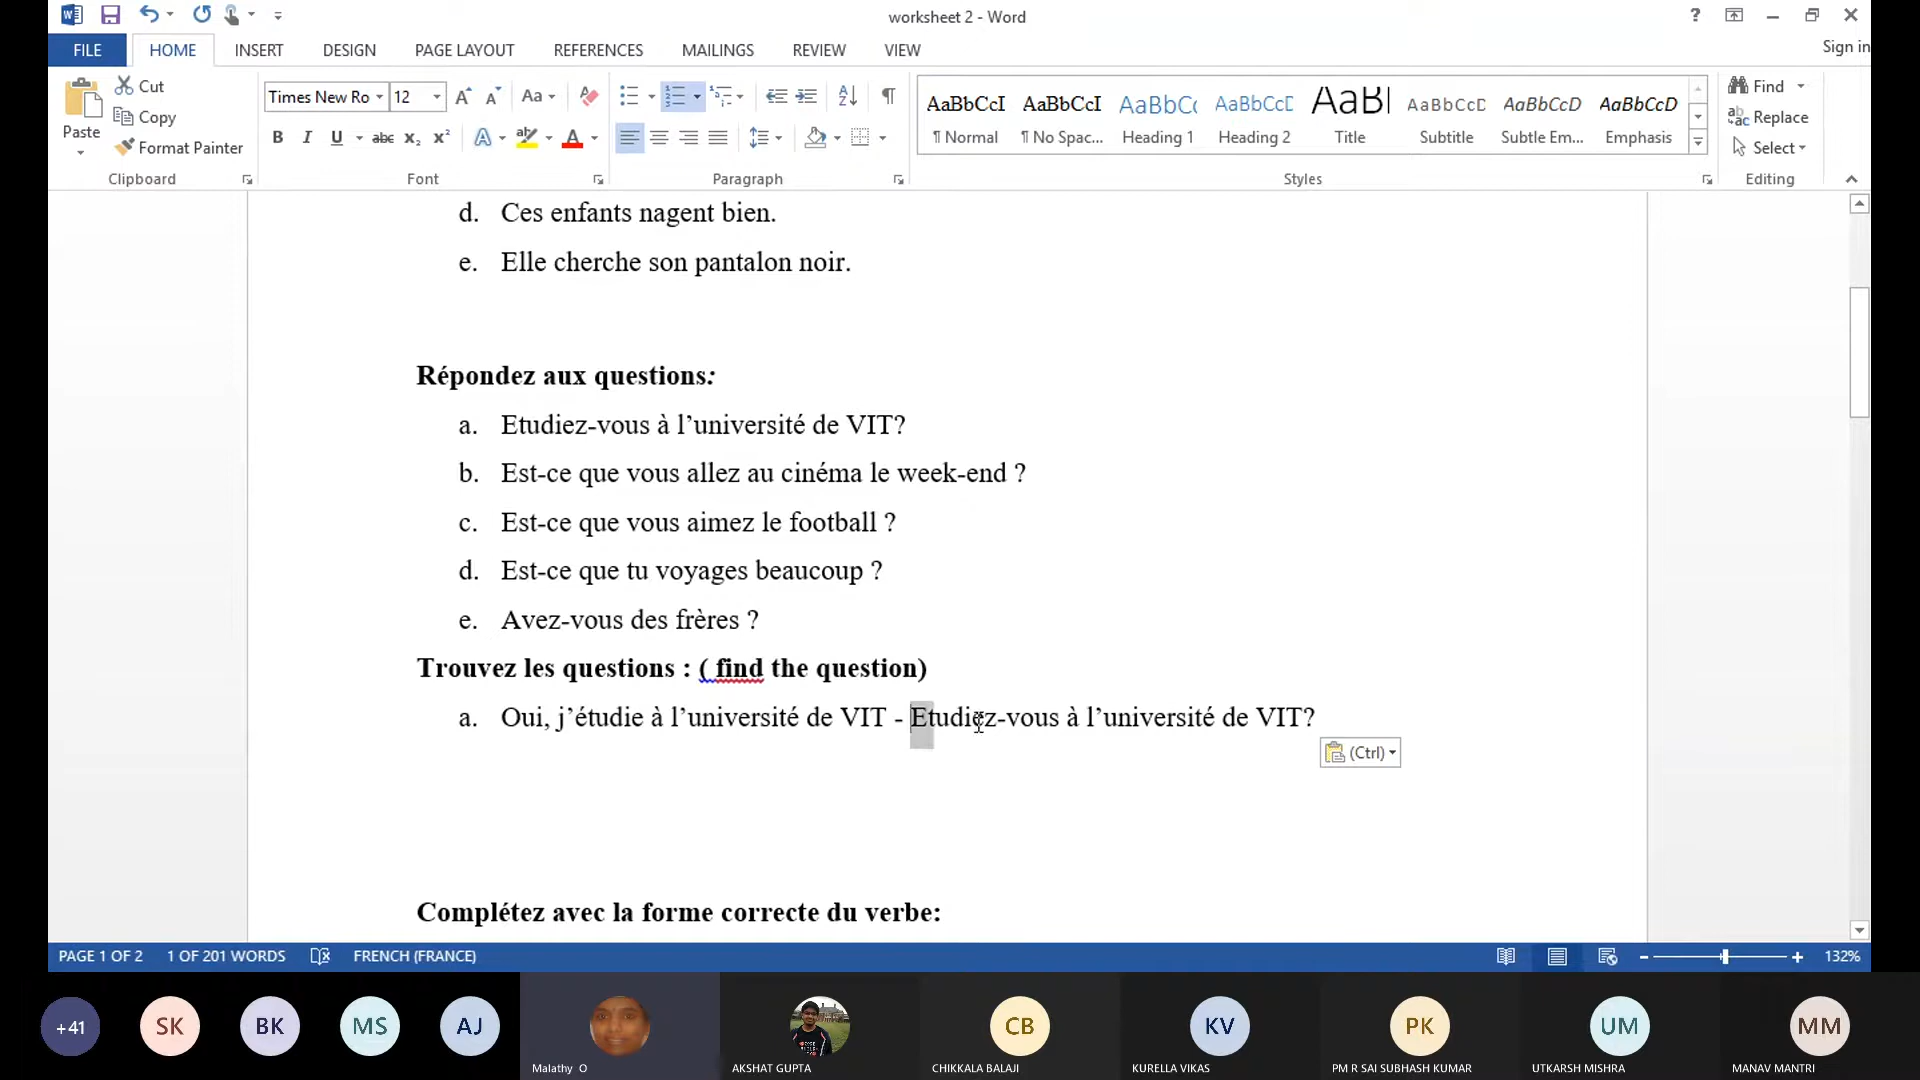 worksheet 2 - Word
?
FILE
HOME
INSERT
DESIGN
PAGE LAYOUT
REFERENCES
MAILINGS
REVIEW
VIEW
Sign in
Paste
Cut
Copy
Format Painter
Clipboard
Times New Ro
12
Aa
B I U abc x₂ x²
Font
Paragraph
AaBbCcI
¶ Normal
AaBbCcI
¶ No Spac...
AaBbCc
Heading 1
AaBbCcD
Heading 2
AaBl
Title
AaBbCcD
Subtitle
AaBbCcD
Subtle Em...
AaBbCcD
Emphasis
Styles
Find
Replace
Select
Editing
d. Ces enfants nagent bien.
e. Elle cherche son pantalon noir.
Répondez aux questions:
a. Etudiez-vous à l’université de VIT?
b. Est-ce que vous allez au cinéma le week-end ?
c. Est-ce que vous aimez le football ?
d. Est-ce que tu voyages beaucoup ?
e. Avez-vous des frères ?
Trouvez les questions : ( find the question)
a. Oui, j’étudie à l’université de VIT - Etudiez-vous à l’université de VIT?
(Ctrl)
Complétez avec la forme correcte du verbe:
PAGE 1 OF 2
1 OF 201 WORDS
FRENCH (FRANCE)
132%
+41
SK
BK
MS
AJ
Malathy O
AKSHAT GUPTA
CB
CHIKKALA BALAJI
KV
KURELLA VIKAS
PK
PM R SAI SUBHASH KUMAR
UM
UTKARSH MISHRA
MM
MANAV MANTRI